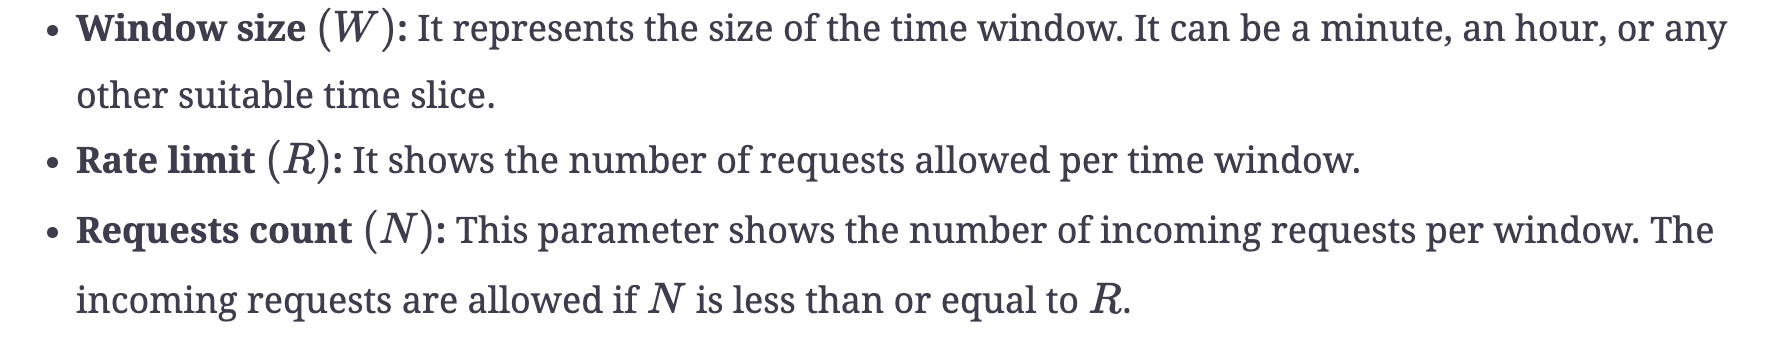 • Window size (W): It represents the size of the time window. It can be a minute, an hour, or any
other suitable time slice.
• Rate limit (R): It shows the number of requests allowed per time window.
• Requests count (N): This parameter shows the number of incoming requests per window. The
incoming requests are allowed if N is less than or equal to R.